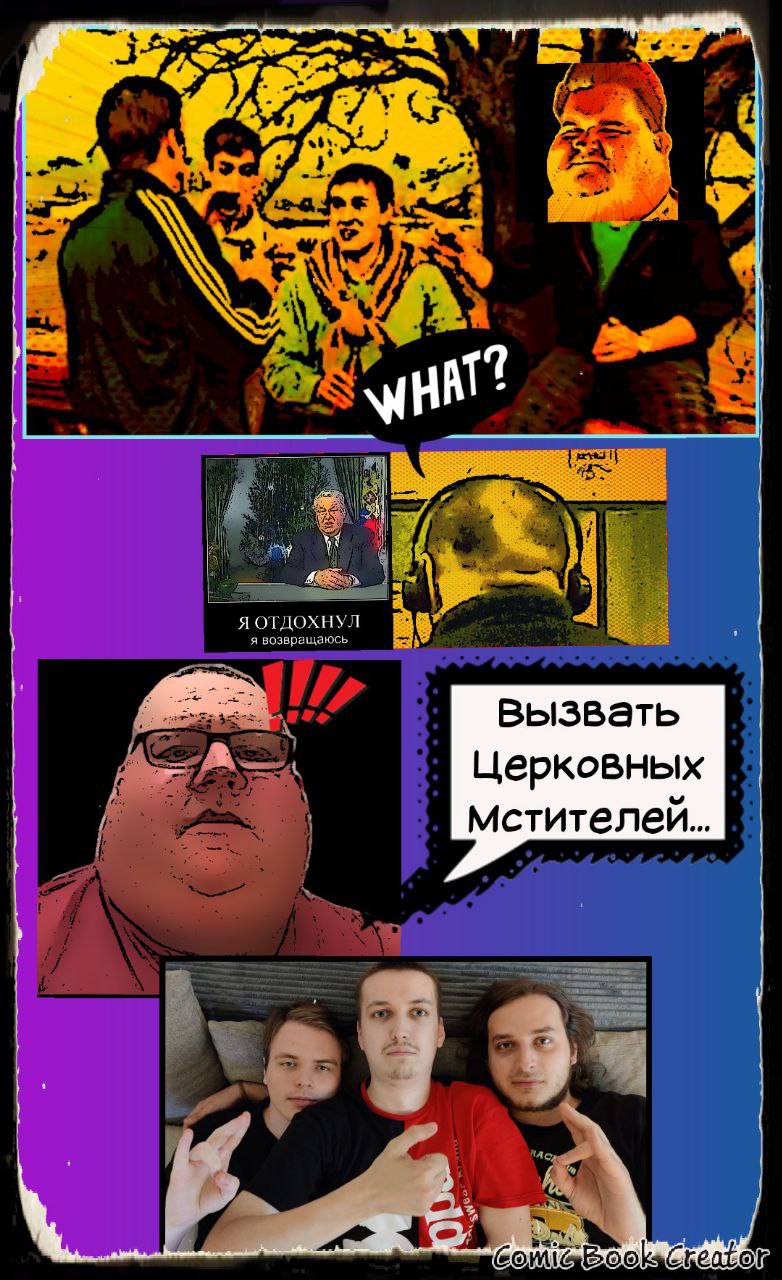 WHAT?
Я ОТДОХНУЛ
я возвращаюсь
!!!!
Вызвать
Церковных
Мстителей...
Comic Book Creator